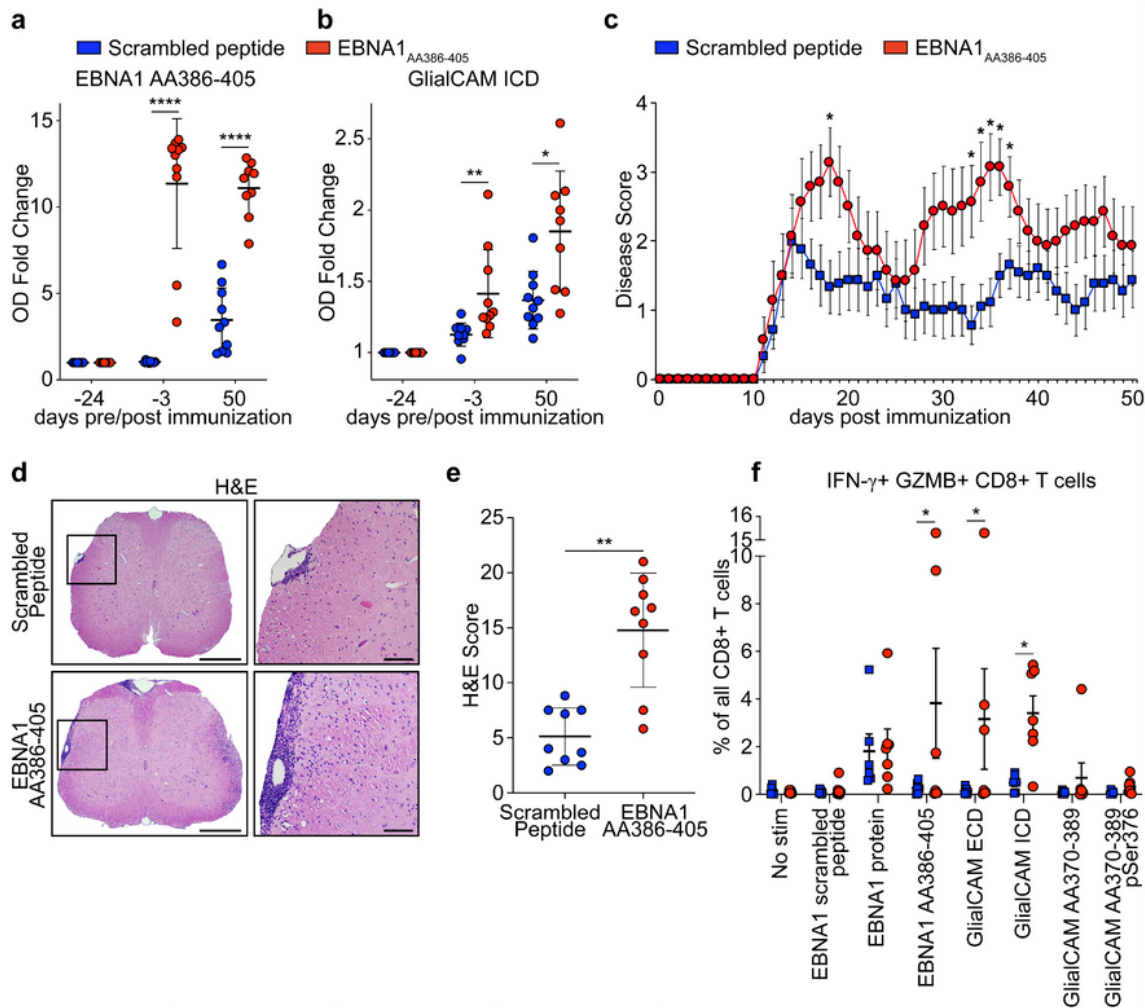 a
b
c
Scrambled peptide
EBNA1AA386-405
Scrambled peptide
EBNA1AA386-405
EBNA1 AA386-405
OD Fold Change
15
10
5
0
****
****
-24
-3
50
days pre/post immunization
GlialCAM ICD
OD Fold Change
2.5
2
1.5
1
**
*
-24
-3
50
days pre/post immunization
Disease Score
4
3
2
1
0
*
* * * * *
0
10
20
30
40
50
days post immunization
d
H&E
Scrambled
Peptide
EBNA1
AA386-405
e
H&E Score
25
20
15
10
5
0
**
Scrambled
Peptide
EBNA1
AA386-405
f
IFN-γ+ GZMB+ CD8+ T cells
% of all CD8+ T cells
16
15
10
8
6
4
2
0
*
*
*
No stim
EBNA1 scrambled
peptide
EBNA1 protein
EBNA1 AA386-405
GlialCAM ECD
GlialCAM ICD
GlialCAM AA370-389
GlialCAM AA370-389
pSer376